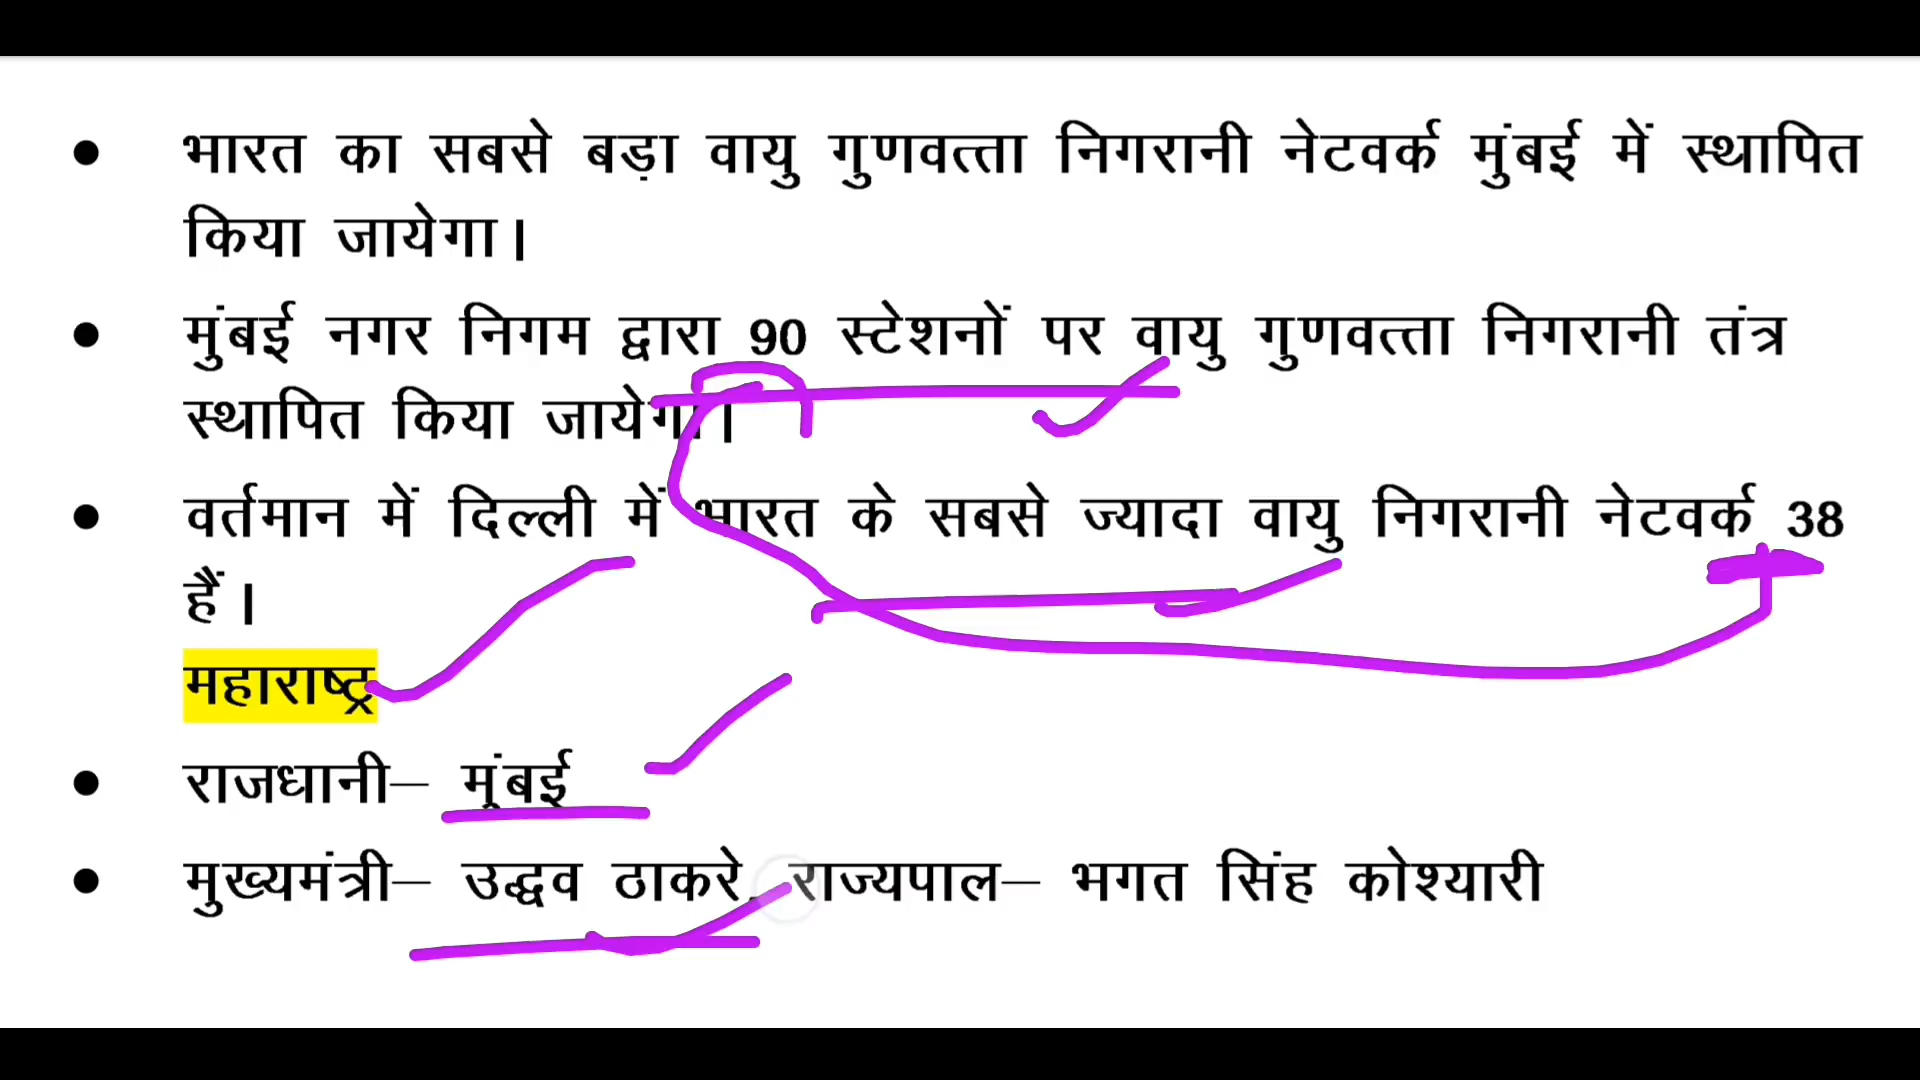 • भारत का सबसे बड़ा वायु गुणवत्ता निगरानी नेटवर्क मुंबई में स्थापित
किया जायेगा।
• मुंबई नगर निगम द्वारा 90 स्टेशनों पर वायु गुणवत्ता निगरानी तंत्र
स्थापित किया जायेगा।
• वर्तमान में दिल्ली में भारत के सबसे ज्यादा वायु निगरानी नेटवर्क 38
हैं।
महाराष्ट्र
• राजधानी– मुंबई
• मुख्यमंत्री– उद्धव ठाकरे, राज्यपाल– भगत सिंह कोश्यारी